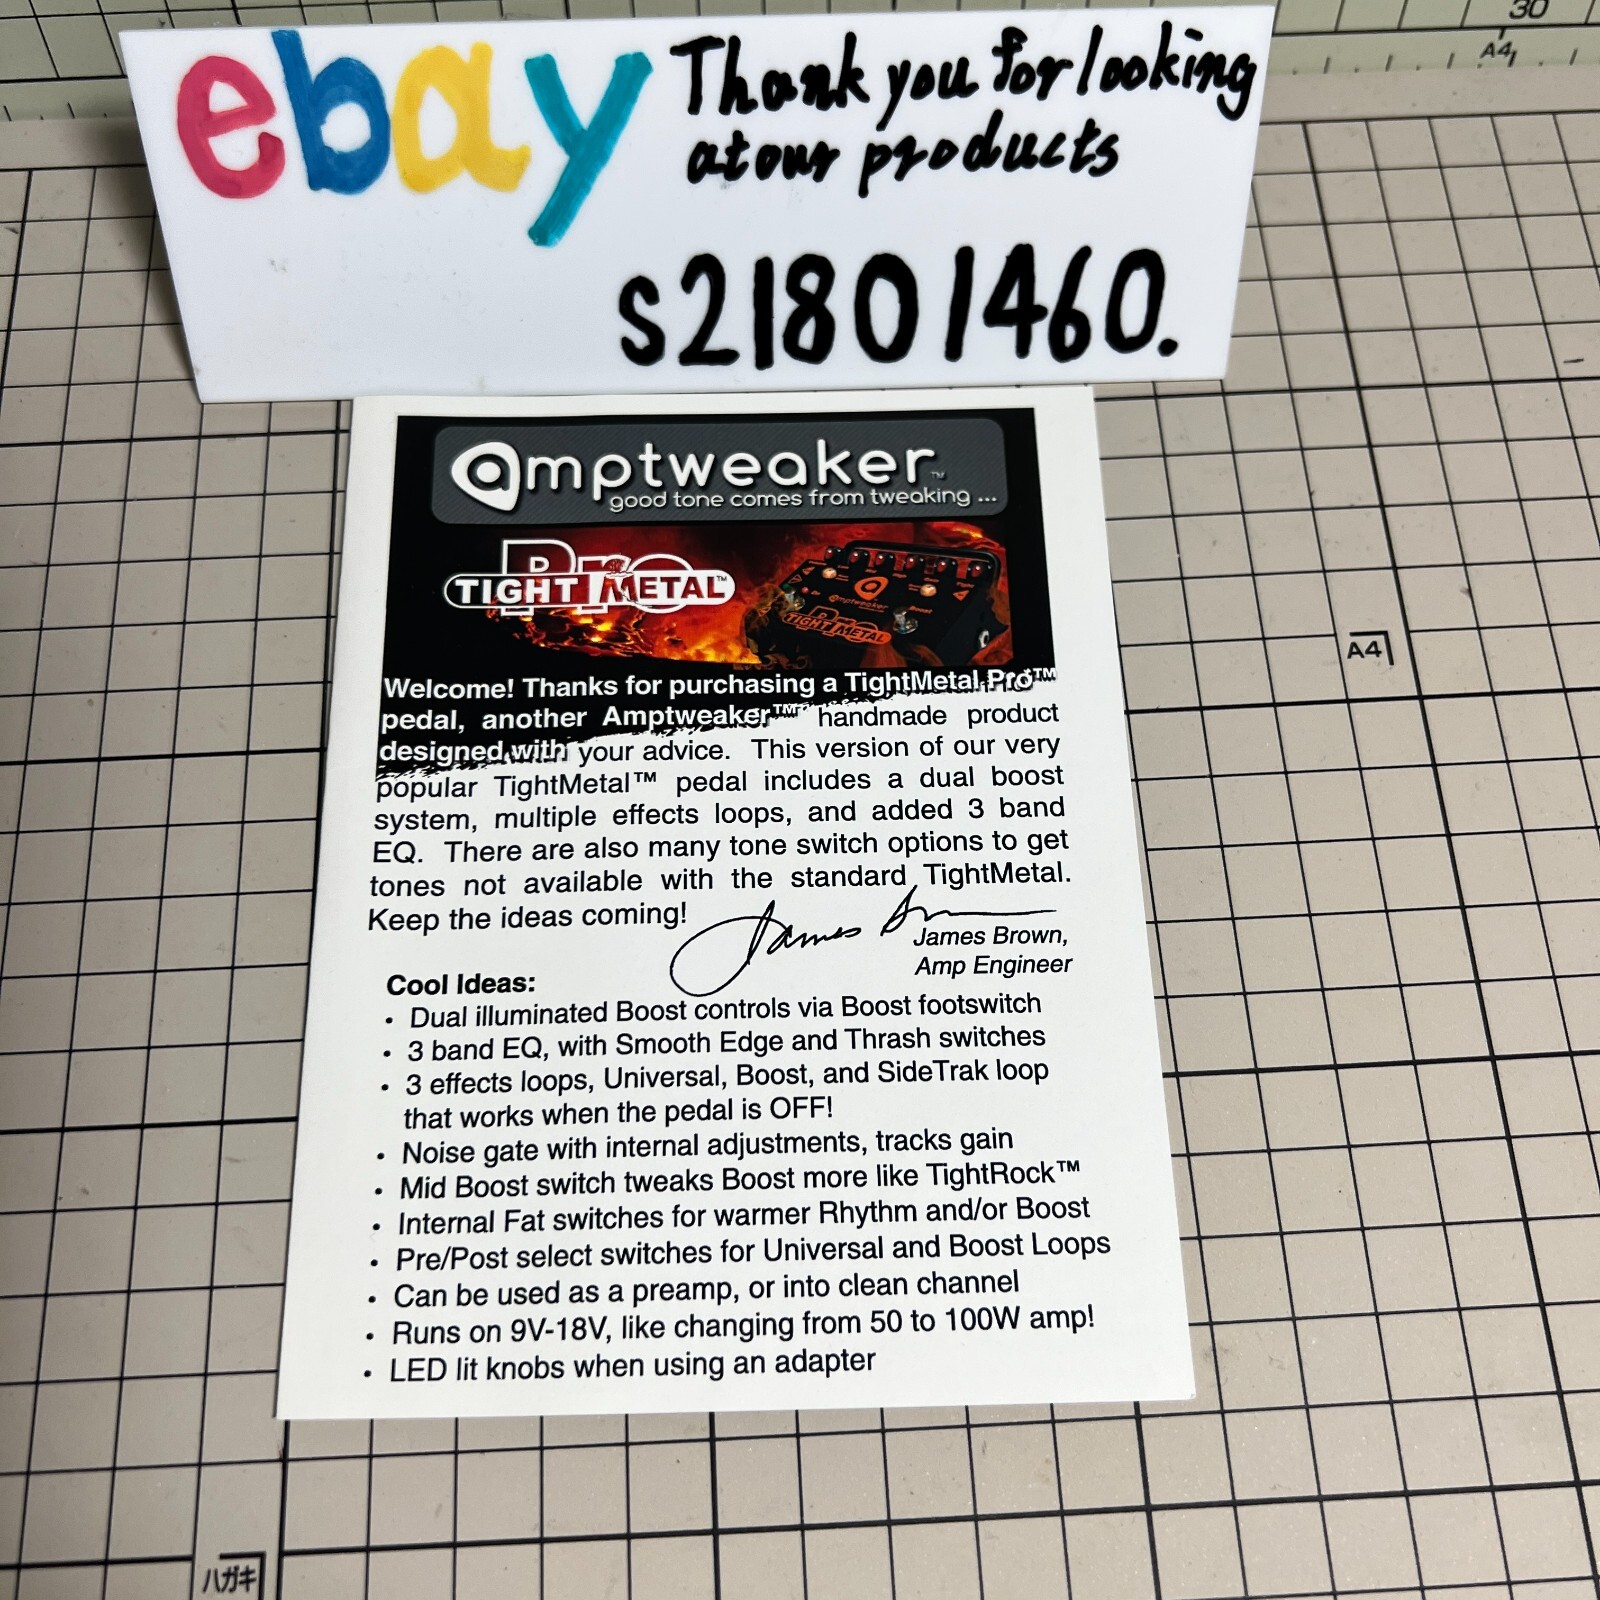 30
A4
ebay Thank you for looking
at our products
s21801460.
amptweaker™
good tone comes from tweaking ...
Pro
TIGHT METAL™
amptweaker
Boost
Pro
TIGHT METAL
Welcome! Thanks for purchasing a TightMetal Pro™
pedal, another Amptweaker™ handmade product
designed with your advice. This version of our very
popular TightMetal™ pedal includes a dual boost
system, multiple effects loops, and added 3 band
EQ. There are also many tone switch options to get
tones not available with the standard TightMetal.
Keep the ideas coming!
James Brown,
Amp Engineer
Cool Ideas:
• Dual illuminated Boost controls via Boost footswitch
• 3 band EQ, with Smooth Edge and Thrash switches
• 3 effects loops, Universal, Boost, and SideTrak loop
that works when the pedal is OFF!
• Noise gate with internal adjustments, tracks gain
• Mid Boost switch tweaks Boost more like TightRock™
• Internal Fat switches for warmer Rhythm and/or Boost
• Pre/Post select switches for Universal and Boost Loops
• Can be used as a preamp, or into clean channel
• Runs on 9V-18V, like changing from 50 to 100W amp!
• LED lit knobs when using an adapter
A4
ハガキ